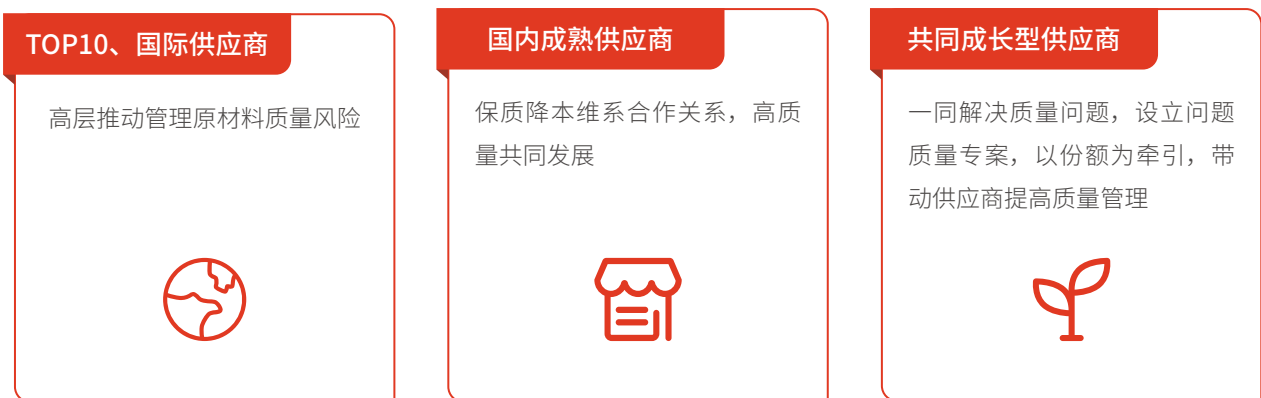 TOP10、国际供应商
高层推动管理原材料质量风险
国内成熟供应商
保质降本维系合作关系，高质
量共同发展
共同成长型供应商
一同解决质量问题，设立问题
质量专案，以份额为牵引，带
动供应商提高质量管理